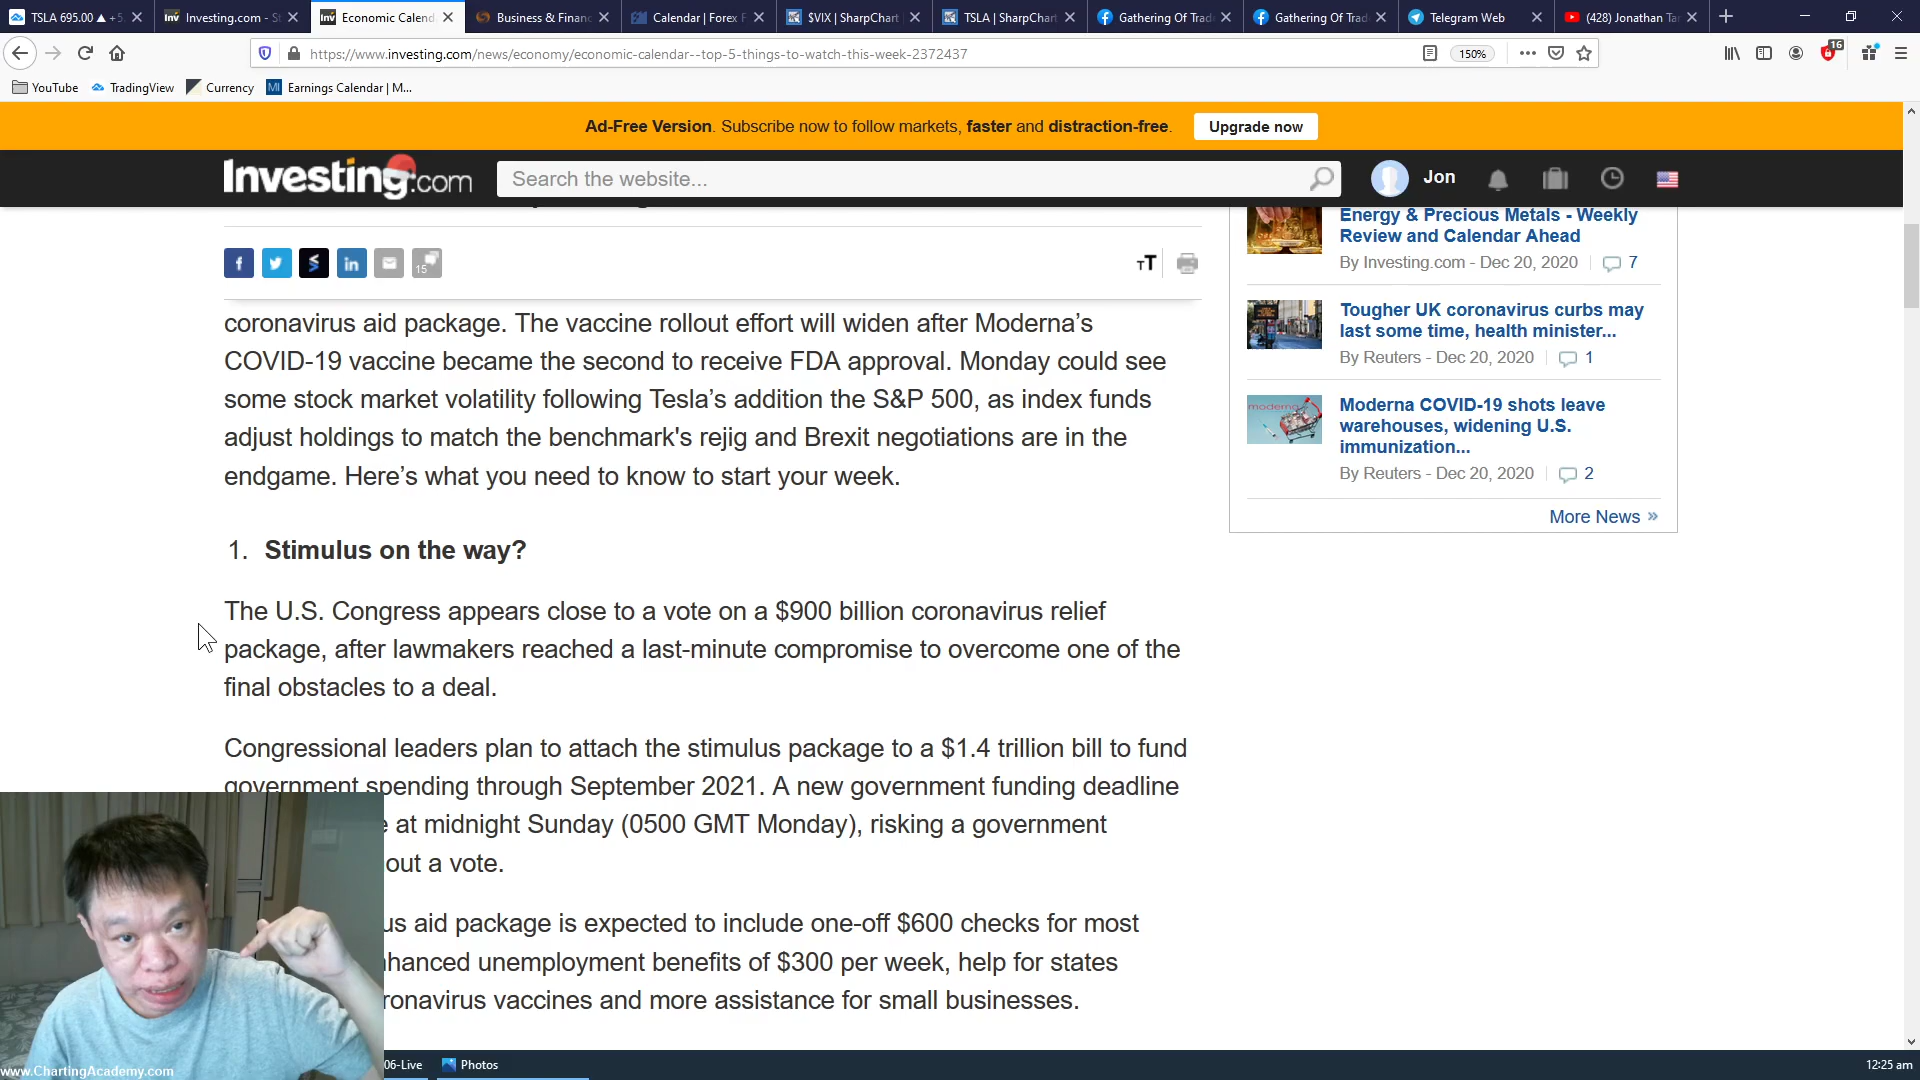 TSLA 695.00 ▲ +5.
Investing.com - St
Economic Calend
Business & Financ
Calendar | Forex F
$VIX | SharpChart
TSLA | SharpChart
Gathering Of Trad
Gathering Of Trad
Telegram Web
(428) Jonathan Tan
https://www.investing.com/news/economy/economic-calendar--top-5-things-to-watch-this-week-2372437
150%
16
YouTube
TradingView
Currency
Earnings Calendar | M...
Ad-Free Version. Subscribe now to follow markets, faster and distraction-free.
Upgrade now
Investing.com
Search the website...
Jon
15
TT
coronavirus aid package. The vaccine rollout effort will widen after Moderna’s
COVID-19 vaccine became the second to receive FDA approval. Monday could see
some stock market volatility following Tesla’s addition the S&P 500, as index funds
adjust holdings to match the benchmark's rejig and Brexit negotiations are in the
endgame. Here’s what you need to know to start your week.
1. Stimulus on the way?
The U.S. Congress appears close to a vote on a $900 billion coronavirus relief
package, after lawmakers reached a last-minute compromise to overcome one of the
final obstacles to a deal.
Congressional leaders plan to attach the stimulus package to a $1.4 trillion bill to fund
government spending through September 2021. A new government funding deadline
at midnight Sunday (0500 GMT Monday), risking a government
out a vote.
us aid package is expected to include one-off $600 checks for most
nhanced unemployment benefits of $300 per week, help for states
ronavirus vaccines and more assistance for small businesses.
Energy & Precious Metals - Weekly
Review and Calendar Ahead
By Investing.com - Dec 20, 2020
7
Tougher UK coronavirus curbs may
last some time, health minister...
By Reuters - Dec 20, 2020
1
moderna
Moderna COVID-19 shots leave
warehouses, widening U.S.
immunization...
By Reuters - Dec 20, 2020
2
More News »
www.ChartingAcademy.com
06-Live
Photos
12:25 am